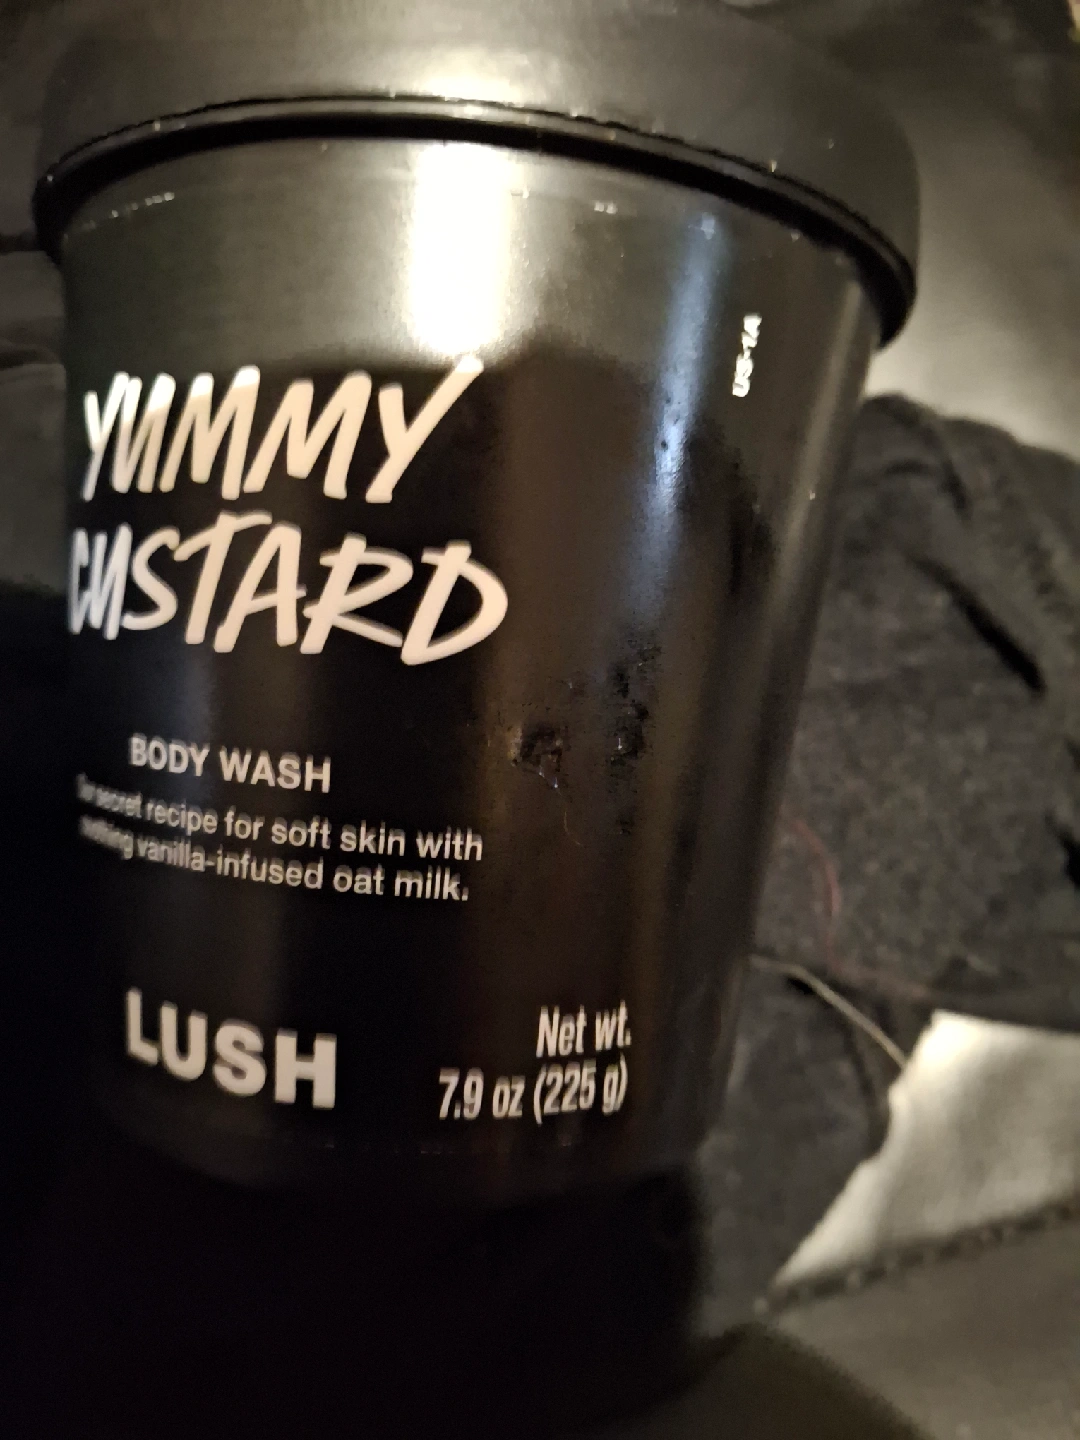 YUMMY
CUSTARD
BODY WASH
secret recipe for soft skin with
vanilla-infused oat milk.
LUSH
Net wt.
7.9 oz (225 g)